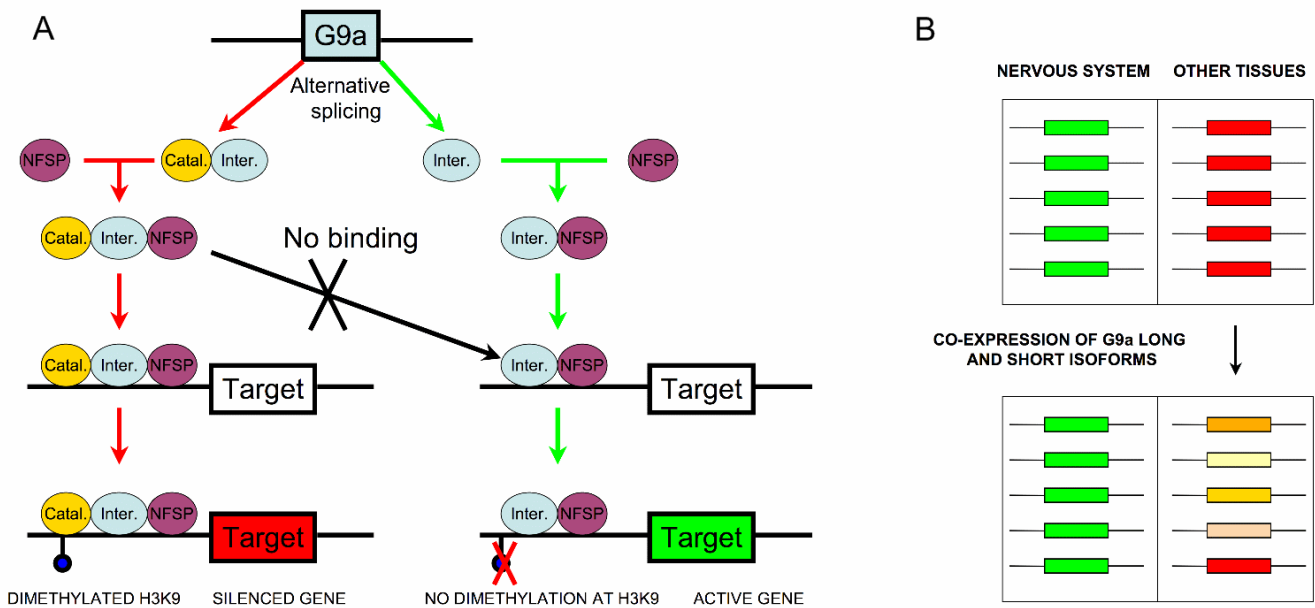 A
G9a
Alternative
splicing
NFSP
Catal.
Inter.
Inter.
NFSP
Catal.
Inter.
NFSP
No binding
Inter.
NFSP
Catal.
Inter.
NFSP
Target
Inter.
NFSP
Target
Catal.
Inter.
NFSP
Target
Inter.
NFSP
Target
DIMETHYLATED H3K9
SILENCED GENE
NO DIMETHYLATION AT H3K9
ACTIVE GENE
B
NERVOUS SYSTEM
OTHER TISSUES
CO-EXPRESSION OF G9a LONG
AND SHORT ISOFORMS